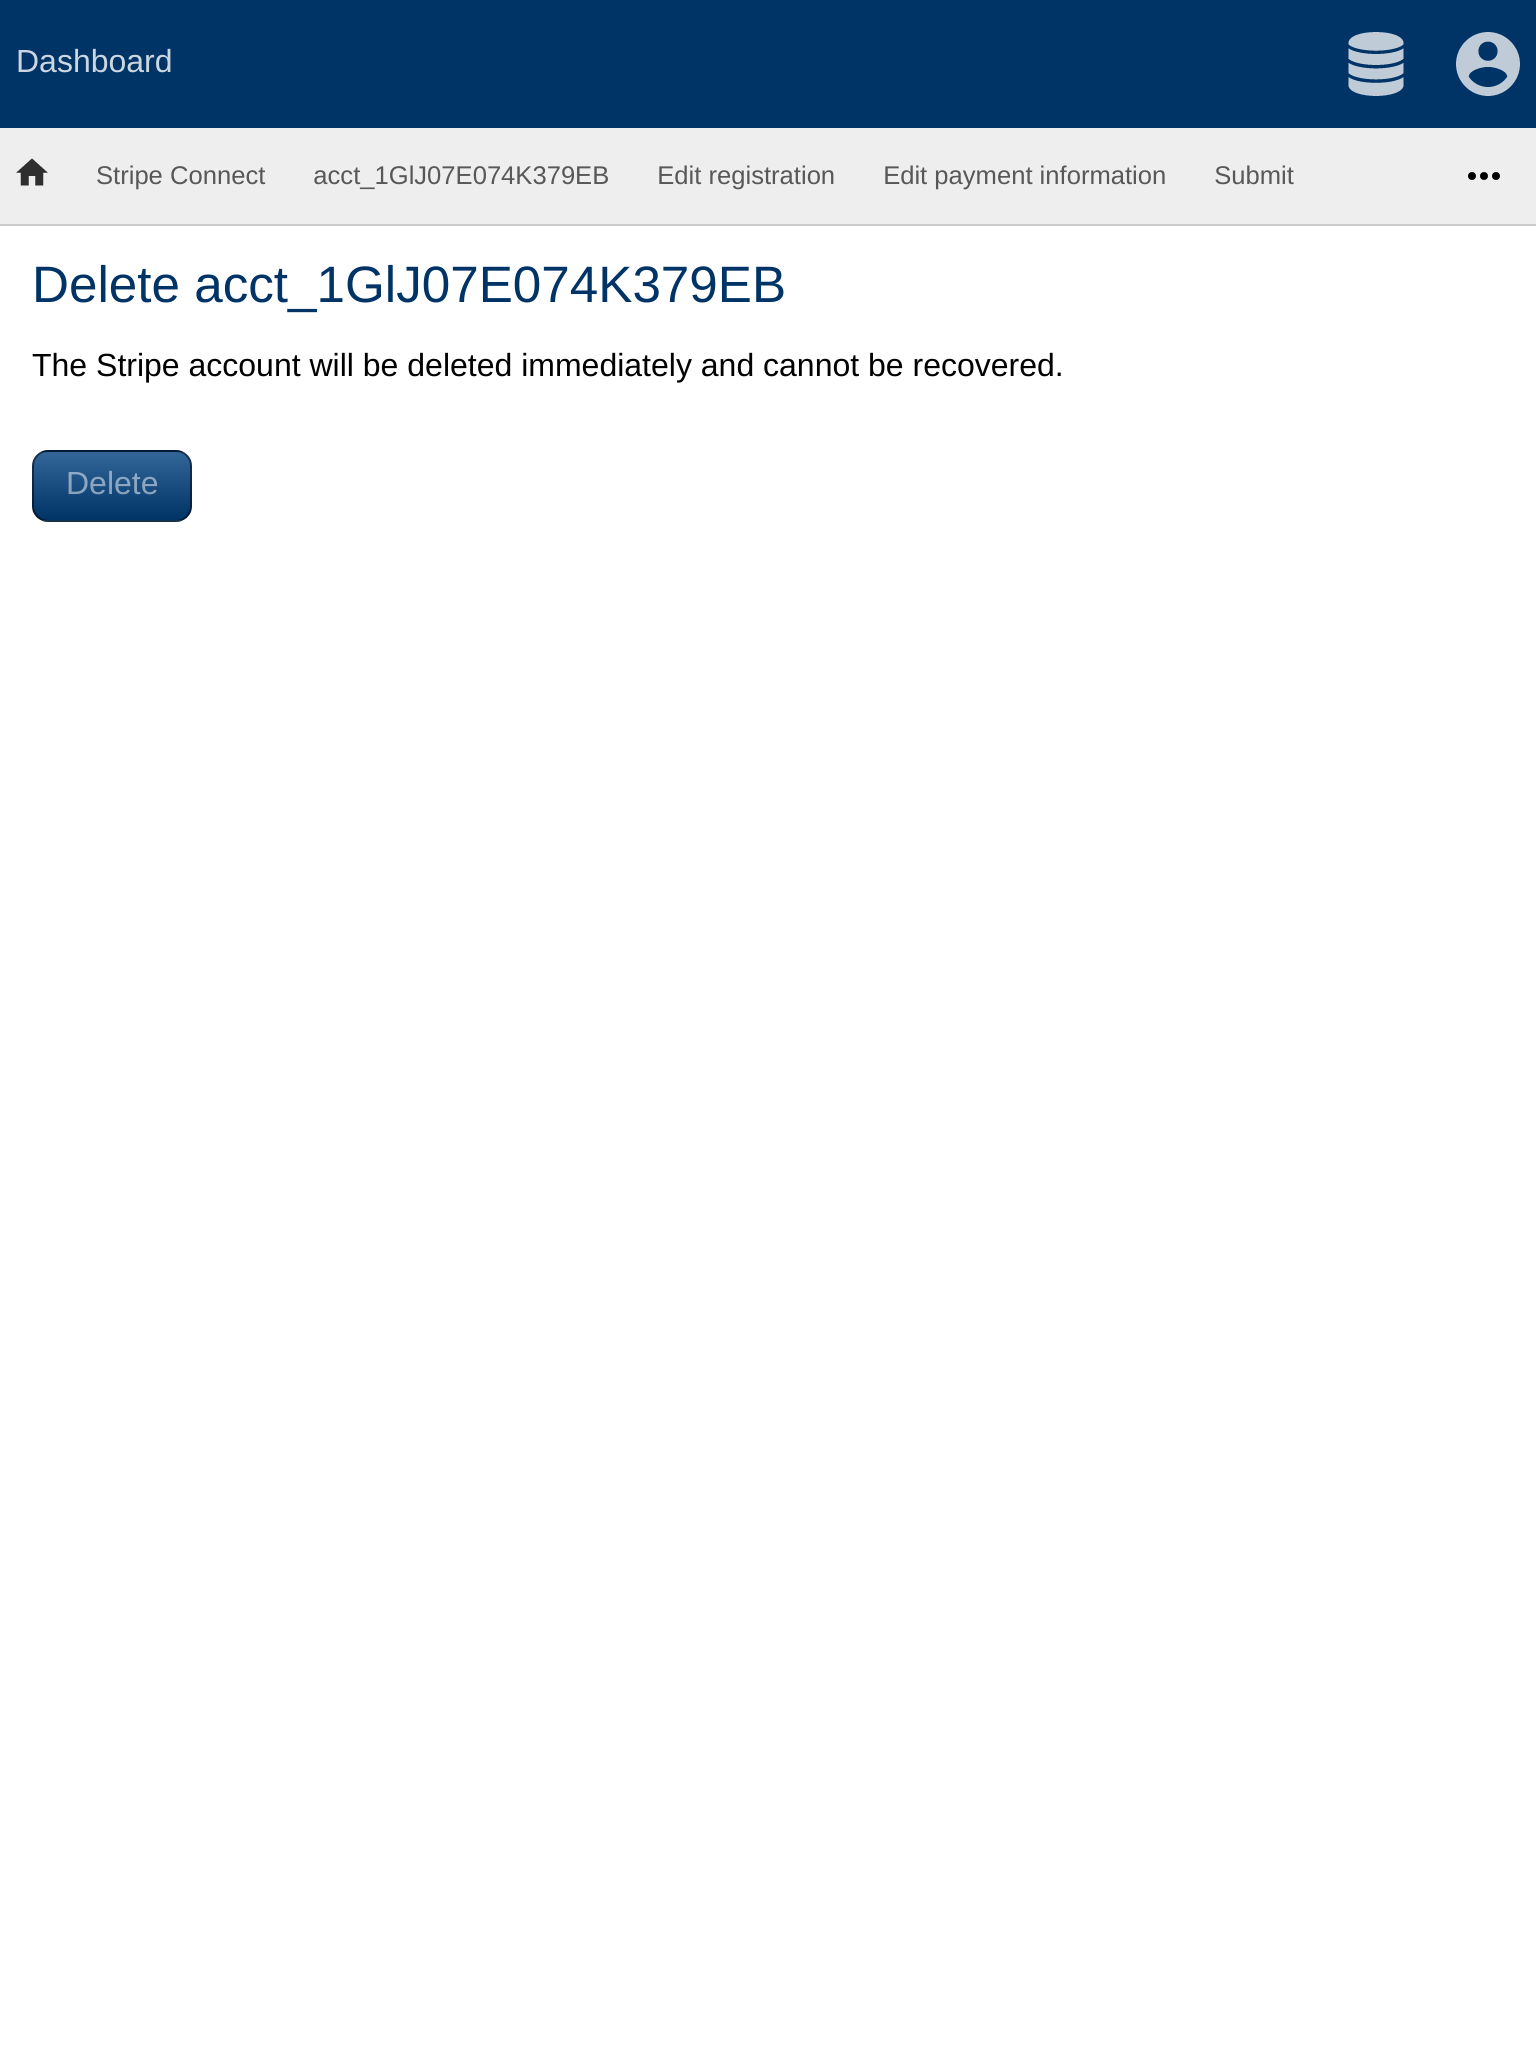 Dashboard
Stripe Connect acct_1GlJ07E074K379EB Edit registration Edit payment information Submit
Delete acct_1GlJ07E074K379EB
The Stripe account will be deleted immediately and cannot be recovered.
Delete